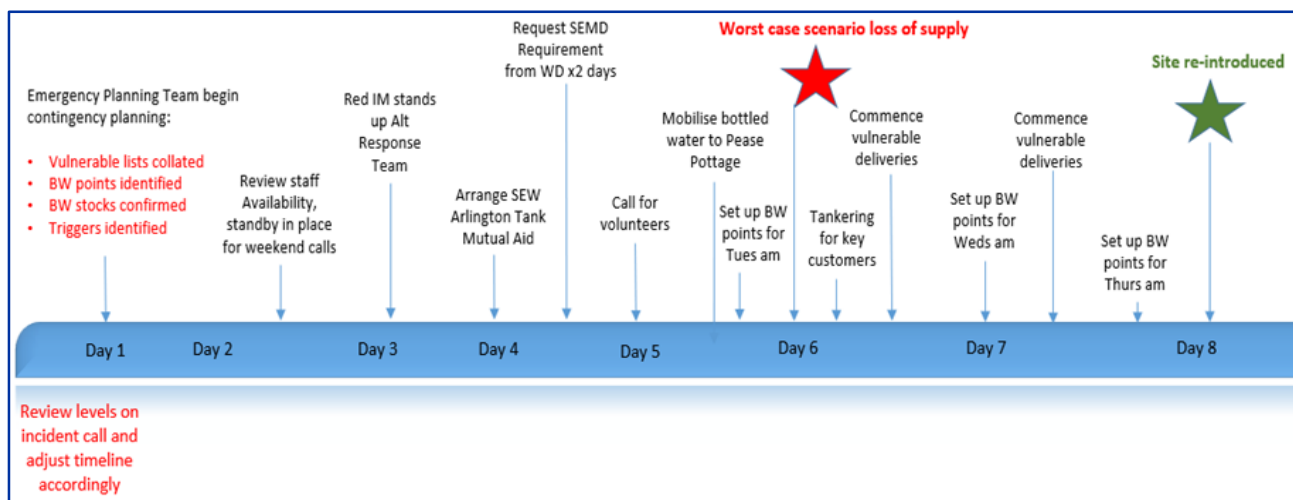 Emergency Planning Team begin
contingency planning:
• Vulnerable lists collated
• BW points identified
• BW stocks confirmed
• Triggers identified
Review staff
Availability,
standby in place
for weekend calls
Red IM stands
up Alt
Response
Team
Arrange SEW
Arlington Tank
Mutual Aid
Request SEMD
Requirement
from WD x2 days
Call for
volunteers
Mobilise bottled
water to Pease
Pottage
Set up BW
points for
Tues am
Worst case scenario loss of supply
Tankering
for key
customers
Commence
vulnerable
deliveries
Set up BW
points for
Weds am
Commence
vulnerable
deliveries
Set up BW
points for
Thurs am
Site re-introduced
Day 1
Day 2
Day 3
Day 4
Day 5
Day 6
Day 7
Day 8
Review levels on
incident call and
adjust timeline
accordingly